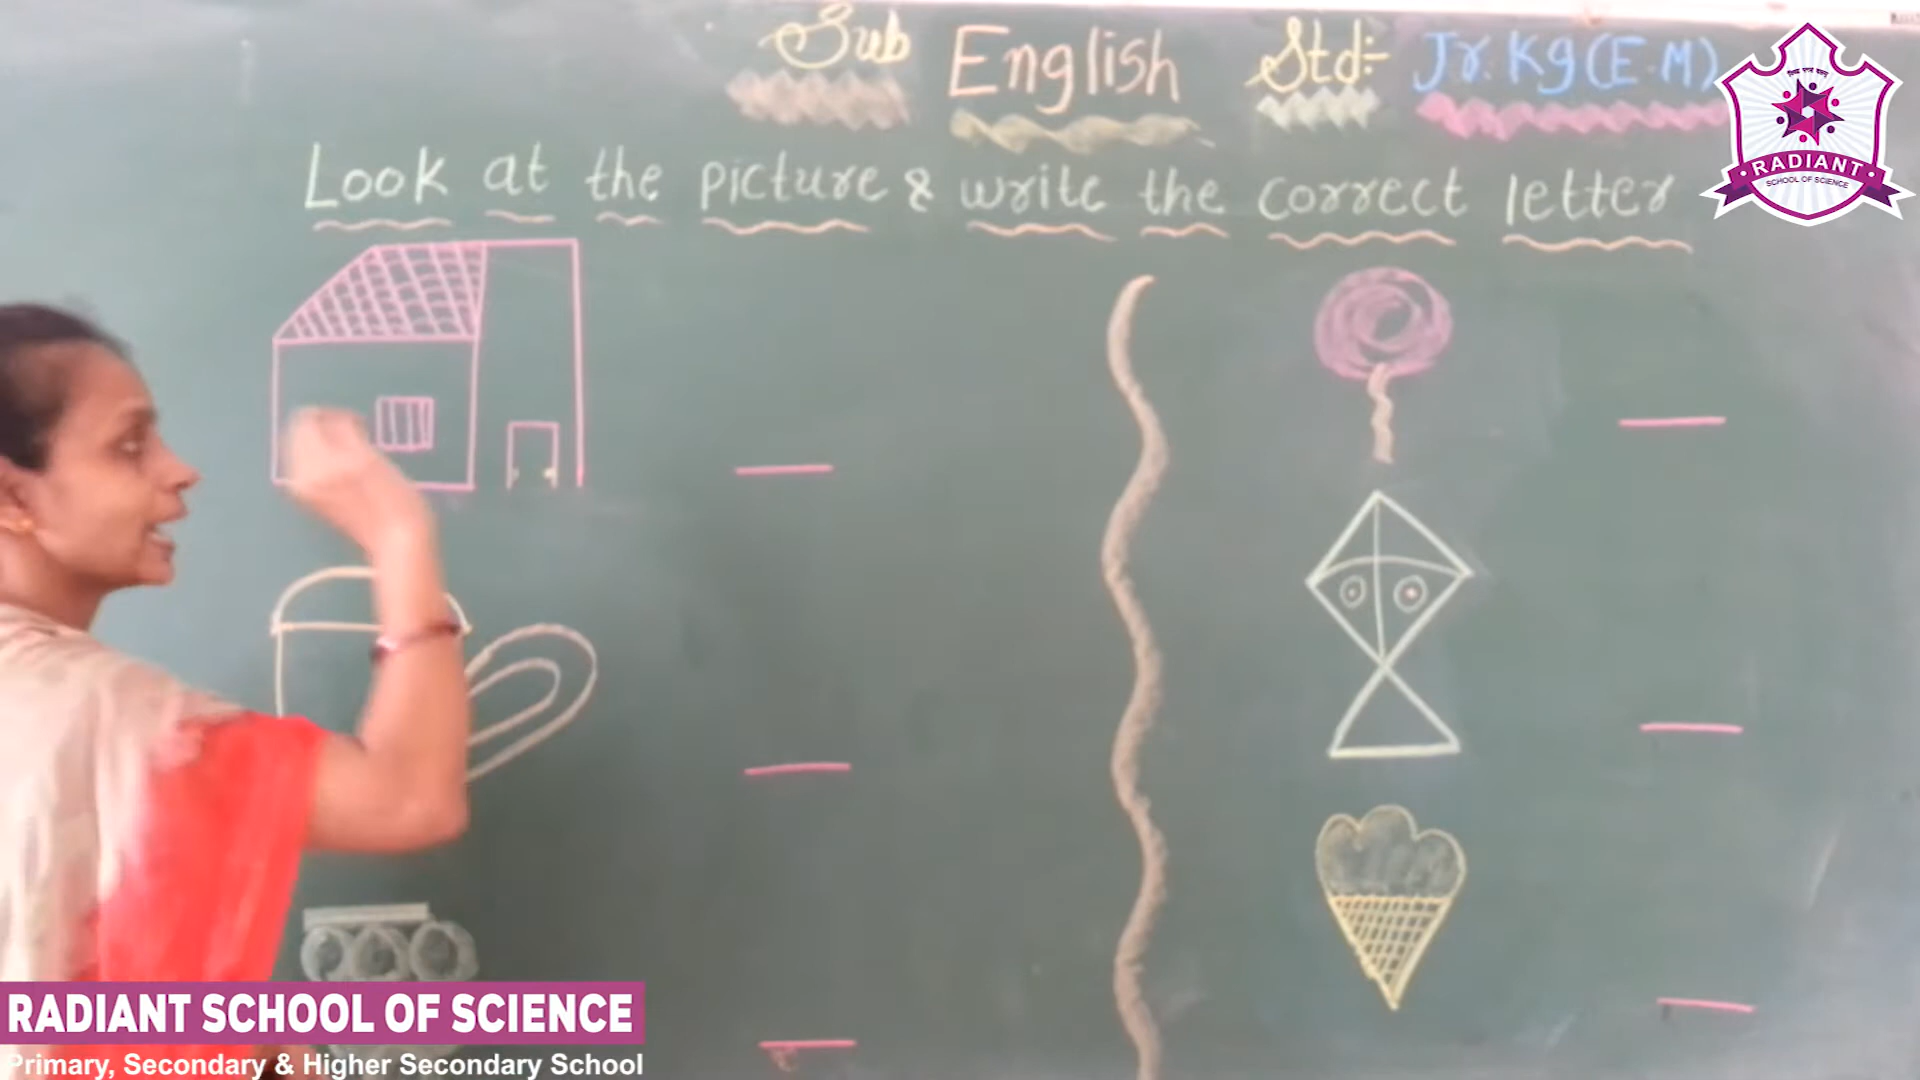 Sub English Std:- Jr. Kg (E.M)
Look at the picture & write the correct letter
RADIANT
SCHOOL OF SCIENCE
RADIANT SCHOOL OF SCIENCE
Primary, Secondary & Higher Secondary School